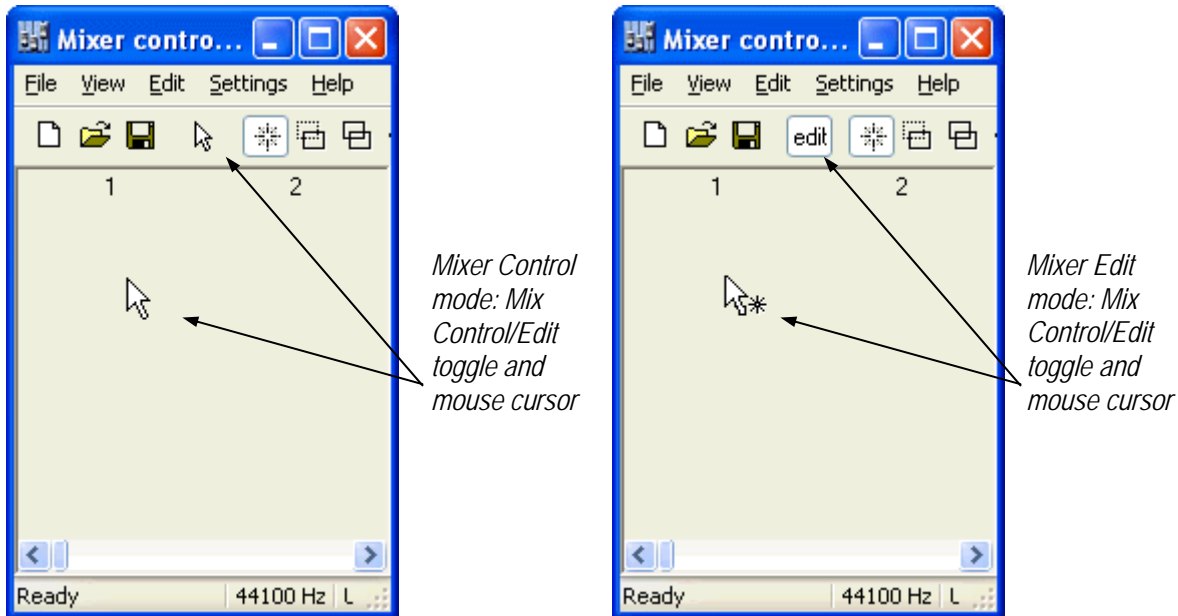 Mixer contro...
File View Edit Settings Help
1 2
Mixer Control
mode: Mix
Control/Edit
toggle and
mouse cursor
Ready 44100 Hz L
Mixer contro...
File View Edit Settings Help
edit
1 2
Mixer Edit
mode: Mix
Control/Edit
toggle and
mouse cursor
Ready 44100 Hz L